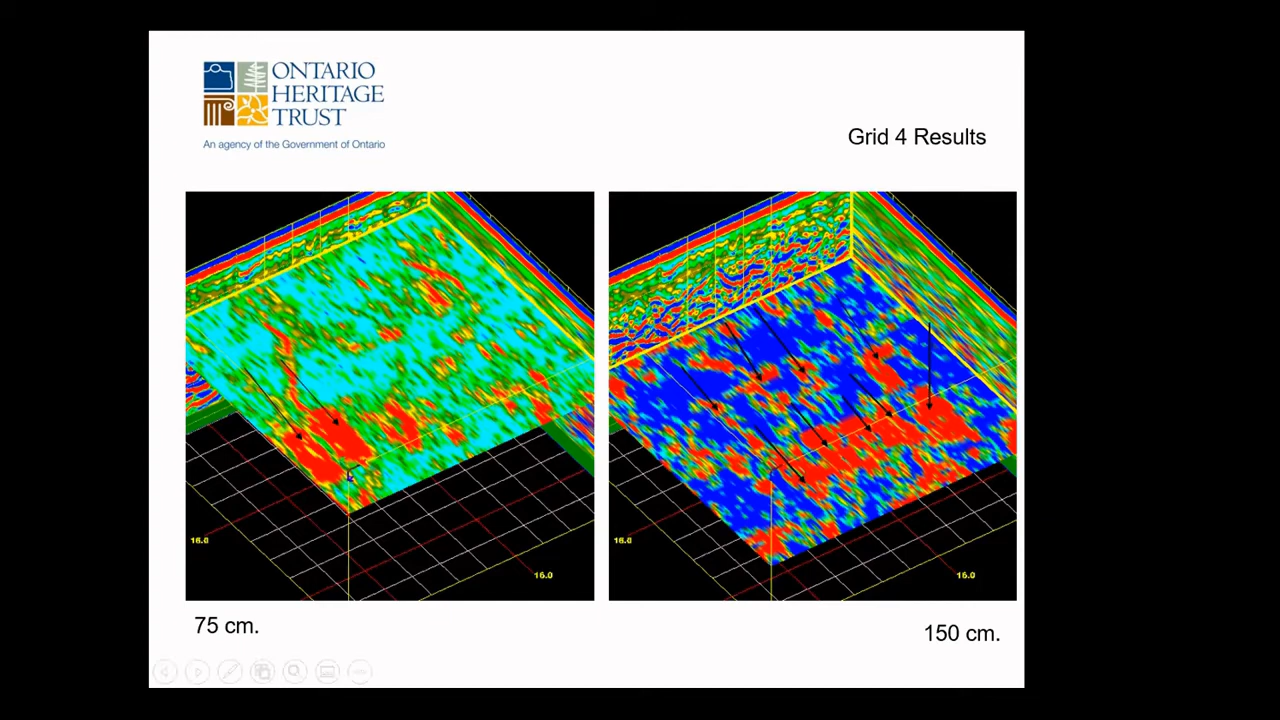 ONTARIO
HERITAGE
TRUST
An agency of the Government of Ontario
Grid 4 Results
16.0
16.0
16.0
16.0
75 cm.
150 cm.